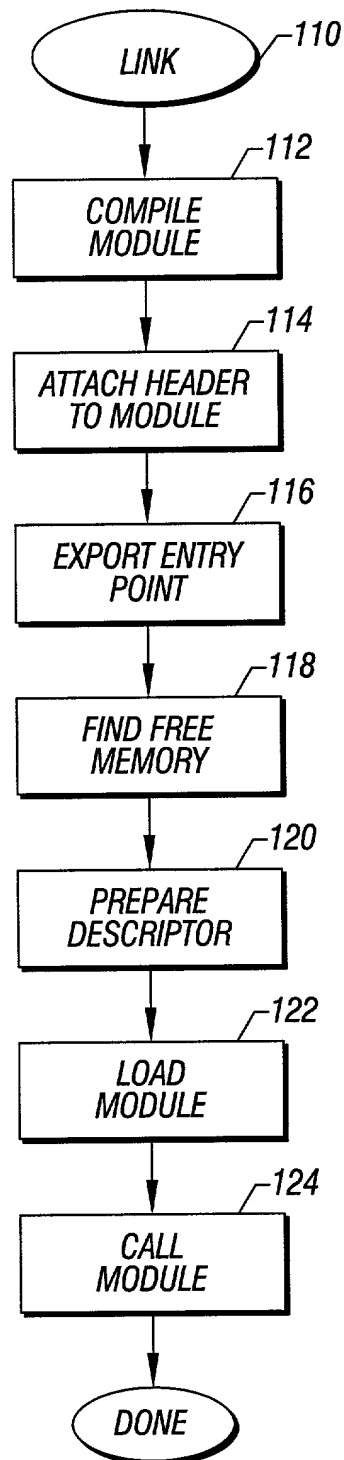 LINK
110
112
COMPILE
MODULE
114
ATTACH HEADER
TO MODULE
116
EXPORT ENTRY
POINT
118
FIND FREE
MEMORY
120
PREPARE
DESCRIPTOR
122
LOAD
MODULE
124
CALL
MODULE
DONE